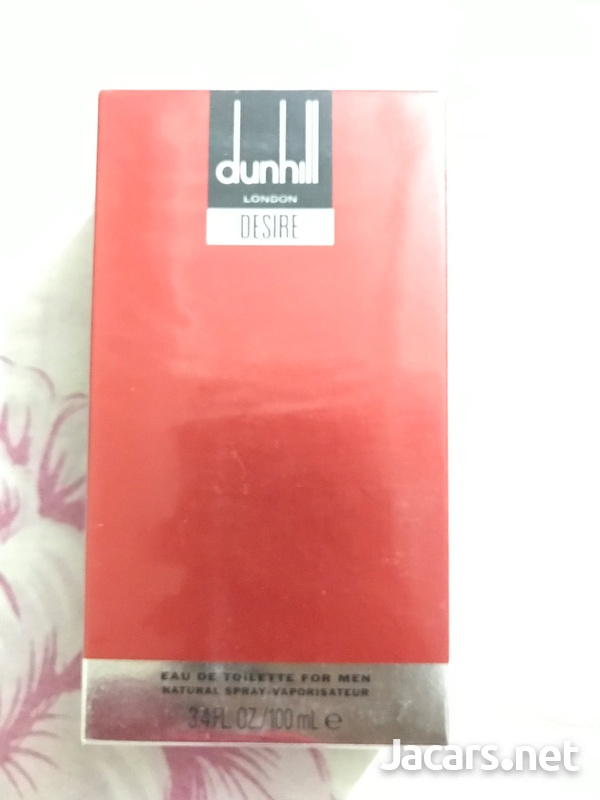 dunhill
LONDON
DESIRE
EAU DE TOILETTE FOR MEN
NATURAL SPRAY-VAPORISATEUR
3.4 FL. OZ./100 mL ℮
Jacars.net